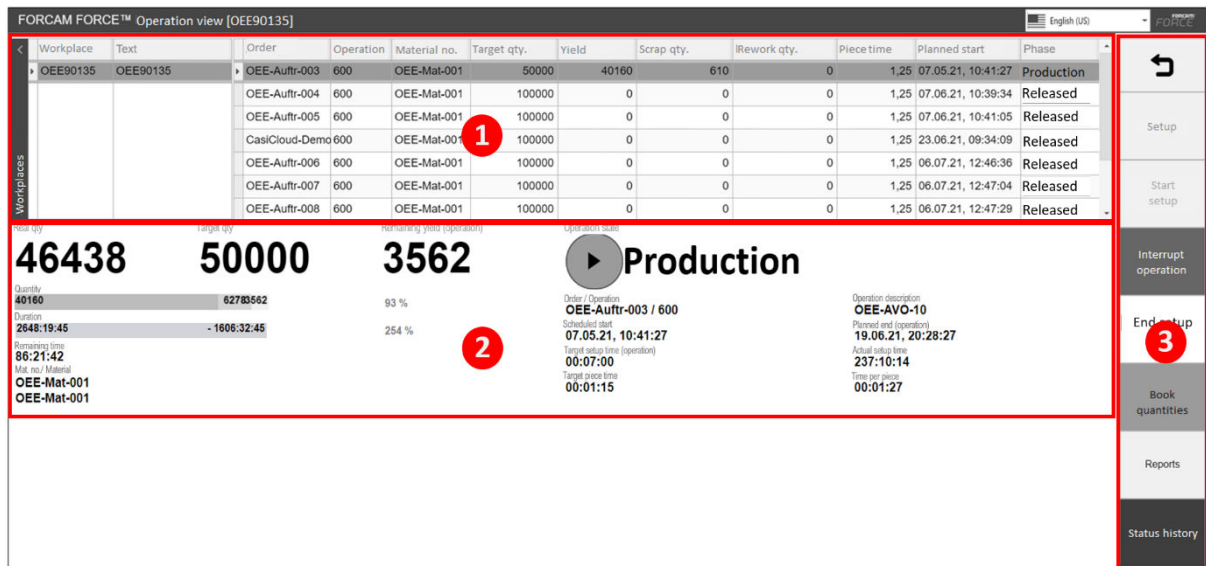 FORCAM FORCE™ Operation view [OEE90135] English (US) FORCAM FORCE
Workplace Text Order Operation Material no. Target qty. Yield Scrap qty. Rework qty. Piece time Planned start Phase
OEE90135 OEE90135 OEE-Auftr-003 600 OEE-Mat-001 50000 40160 610 0 1,25 07.05.21, 10:41:27 Production
OEE-Auftr-004 600 OEE-Mat-001 100000 0 0 0 1,25 07.06.21, 10:39:34 Released
OEE-Auftr-005 600 OEE-Mat-001 100000 0 0 0 1,25 07.06.21, 10:41:05 Released
CasiCloud-Demo 600 OEE-Mat-001 100000 0 0 0 1,25 23.06.21, 09:34:09 Released
OEE-Auftr-006 600 OEE-Mat-001 100000 0 0 0 1,25 06.07.21, 12:46:36 Released
OEE-Auftr-007 600 OEE-Mat-001 100000 0 0 0 1,25 06.07.21, 12:47:04 Released
OEE-Auftr-008 600 OEE-Mat-001 100000 0 0 0 1,25 06.07.21, 12:47:29 Released
Workplaces
1
Real qty Target qty Remaining yield (operation) Operation state
46438 50000 3562 Production
Quantity
40160 6278 3562 93 %
Duration
2648:19:45 - 1606:32:45 254 %
Remaining time
86:21:42
Mat. no./ Material
OEE-Mat-001
OEE-Mat-001
2
Order / Operation
OEE-Auftr-003 / 600
Scheduled start
07.05.21, 10:41:27
Target setup time (operation)
00:07:00
Target piece time
00:01:15
Operation description
OEE-AVO-10
Planned end (operation)
19.06.21, 20:28:27
Actual setup time
237:10:14
Time per piece
00:01:27
Setup
Start
setup
Interrupt
operation
End setup
3
Book
quantities
Reports
Status history